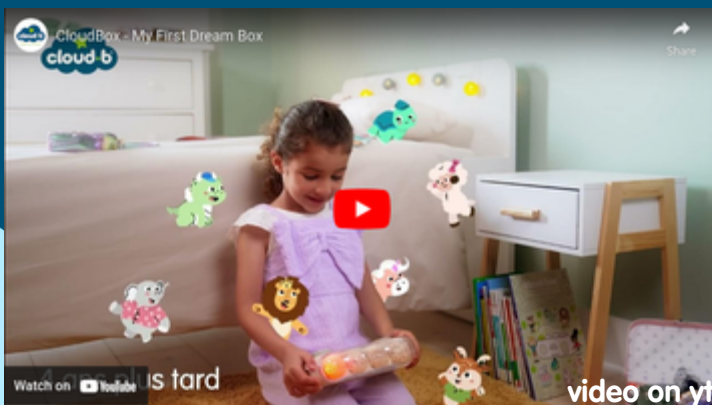 CloudBox - My First Dream Box
cloud·b
Share
4 ans plus tard
Watch on YouTube
video on yt